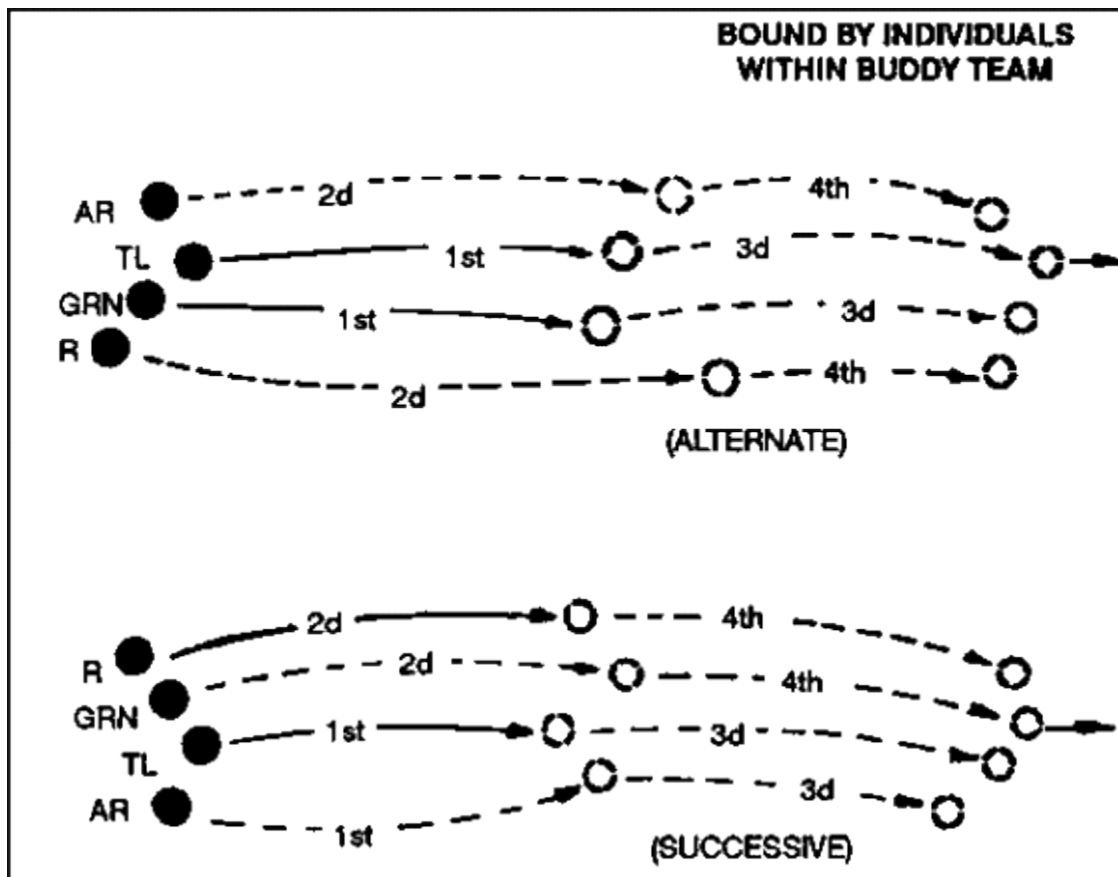 BOUND BY INDIVIDUALS
WITHIN BUDDY TEAM
AR 2d 4th
TL 1st 3d
GRN 1st 3d
R 2d 4th
(ALTERNATE)
R 2d 4th
GRN 2d 4th
TL 1st 3d
AR 1st 3d
(SUCCESSIVE)